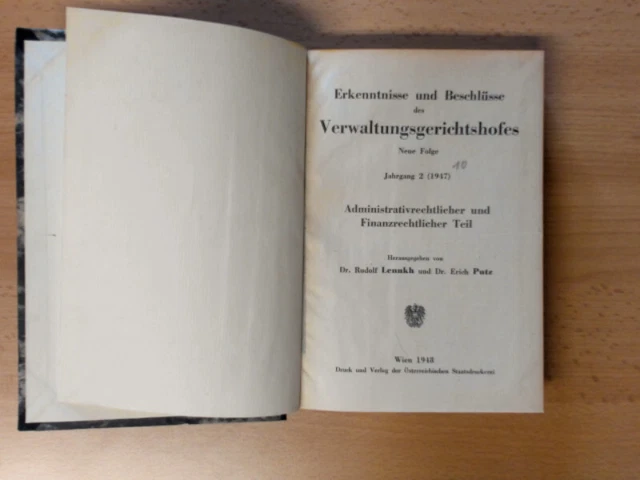 Erkenntnisse und Beschlüsse
des
Verwaltungsgerichtshofes
Neue Folge
10
Jahrgang 2 (1947)
Administrativrechtlicher und
Finanzrechtlicher Teil
Herausgegeben von
Dr. Rudolf Lennkh und Dr. Erich Putz
Wien 1948
Druck und Verlag der Österreichischen Staatsdruckerei